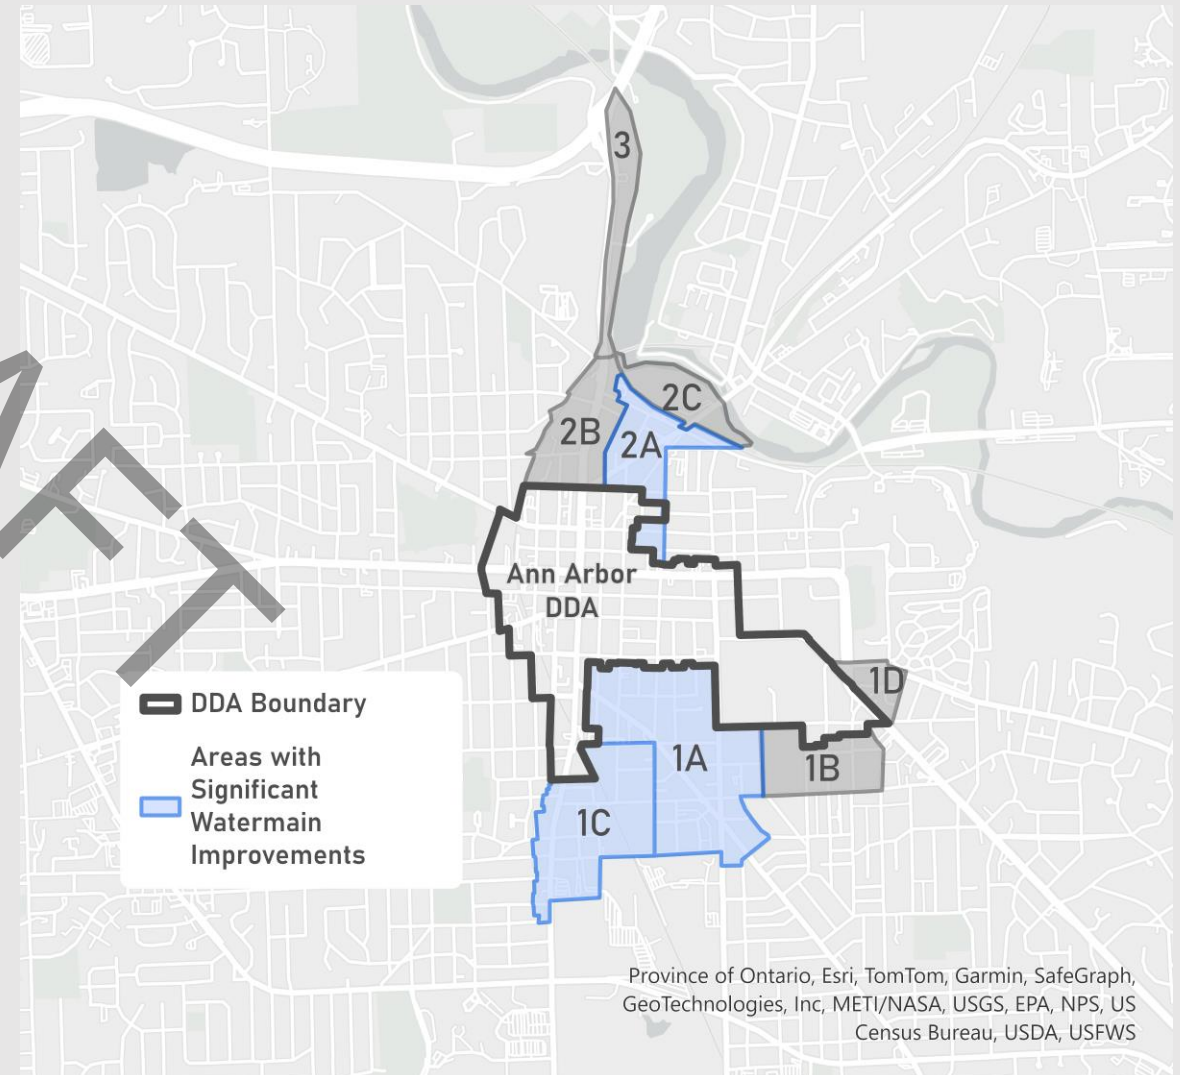 3
2C
2B
2A
Ann Arbor
DDA
1D
1A
1B
1C
DDA Boundary
Areas with
Significant
Watermain
Improvements
Province of Ontario, Esri, TomTom, Garmin, SafeGraph,
GeoTechnologies, Inc, METI/NASA, USGS, EPA, NPS, US
Census Bureau, USDA, USFWS
FT